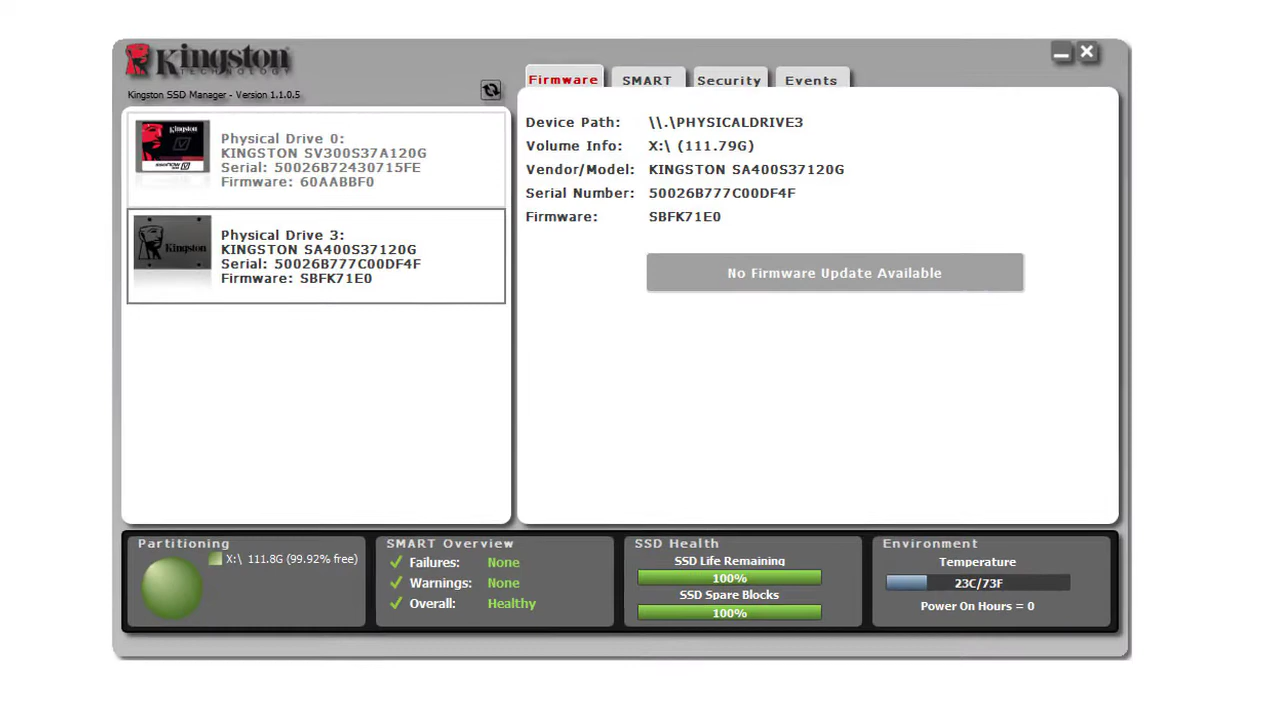 Kingston
TECHNOLOGY
Kingston SSD Manager - Version 1.1.0.5
Firmware
SMART
Security
Events
Physical Drive 0:
KINGSTON SV300S37A120G
Serial: 50026B72430715FE
Firmware: 60AABBF0
Kingston
Physical Drive 3:
KINGSTON SA400S37120G
Serial: 50026B777C00DF4F
Firmware: SBFK71E0
Kingston
Device Path: \\.\PHYSICALDRIVE3
Volume Info: X:\ (111.79G)
Vendor/Model: KINGSTON SA400S37120G
Serial Number: 50026B777C00DF4F
Firmware: SBFK71E0
No Firmware Update Available
Partitioning
X:\ 111.8G (99.92% free)
SMART Overview
Failures: None
Warnings: None
Overall: Healthy
SSD Health
SSD Life Remaining
100%
SSD Spare Blocks
100%
Environment
Temperature
23C/73F
Power On Hours = 0